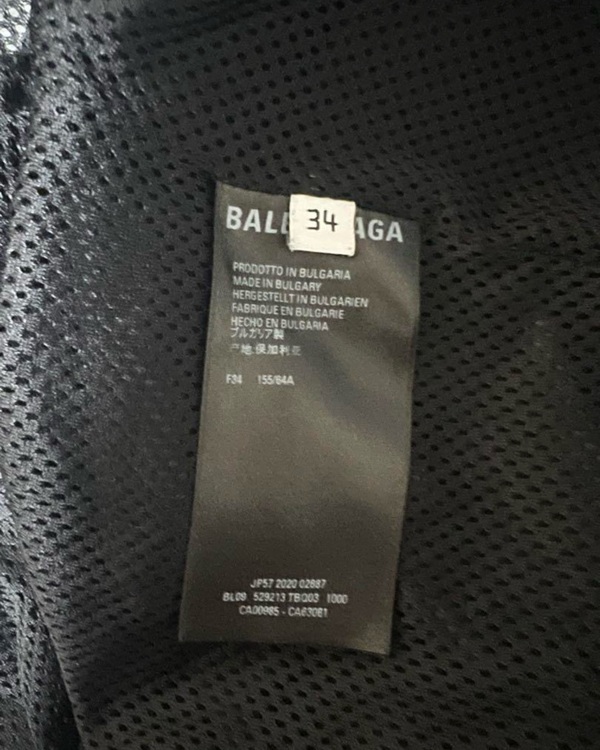 34
BAL AGA
PRODOTTO IN BULGARIA
MADE IN BULGARY
HERGESTELLT IN BULGARIEN
FABRIQUE EN BULGARIE
HECHO EN BULGARIA
ブルガリア製
产地:保加利亚
F34 155/84A
JP57 2020 02887
BL09 529213 TBQ03 1000
CA00965 - CA63061